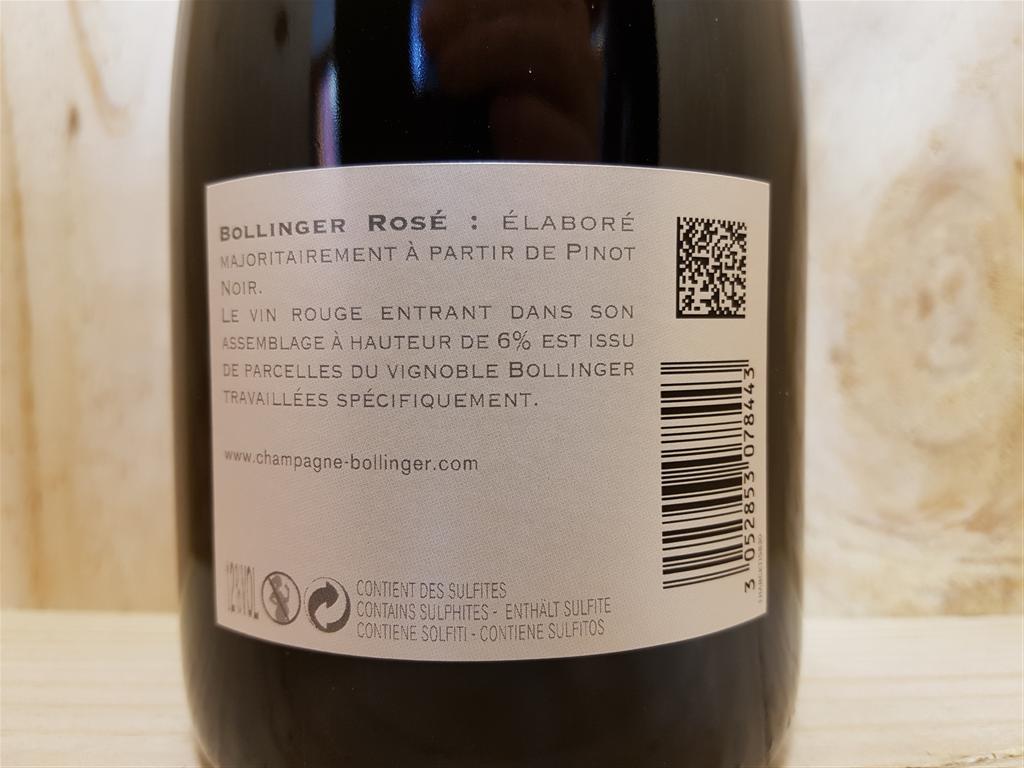 Bollinger Rosé : élaboré
majoritairement à partir de Pinot
Noir.
Le vin rouge entrant dans son
assemblage à hauteur de 6% est issu
de parcelles du vignoble Bollinger
travaillées spécifiquement.
www.champagne-bollinger.com
12%VOL
CONTIENT DES SULFITES
CONTAINS SULPHITES - ENTHÄLT SULFITE
CONTIENE SOLFITI - CONTIENE SULFITOS
3 052853 078443